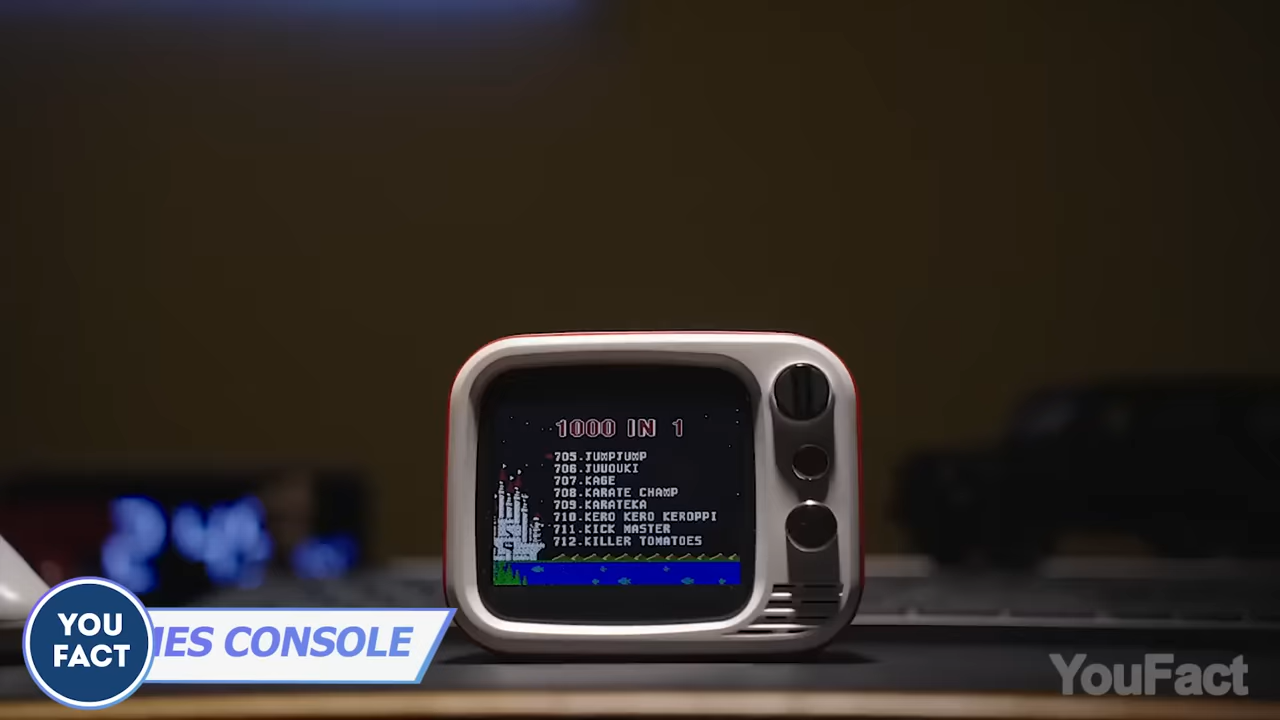 1000 IN 1
705.JUMPJUMP
706.JUUOUKI
707.KAGE
708.KARATE CHAMP
709.KARATEKA
710.KERO KERO KEROPPI
711.KICK MASTER
712.KILLER TOMATOES
YOU
FACT
CONSOLE
YouFact